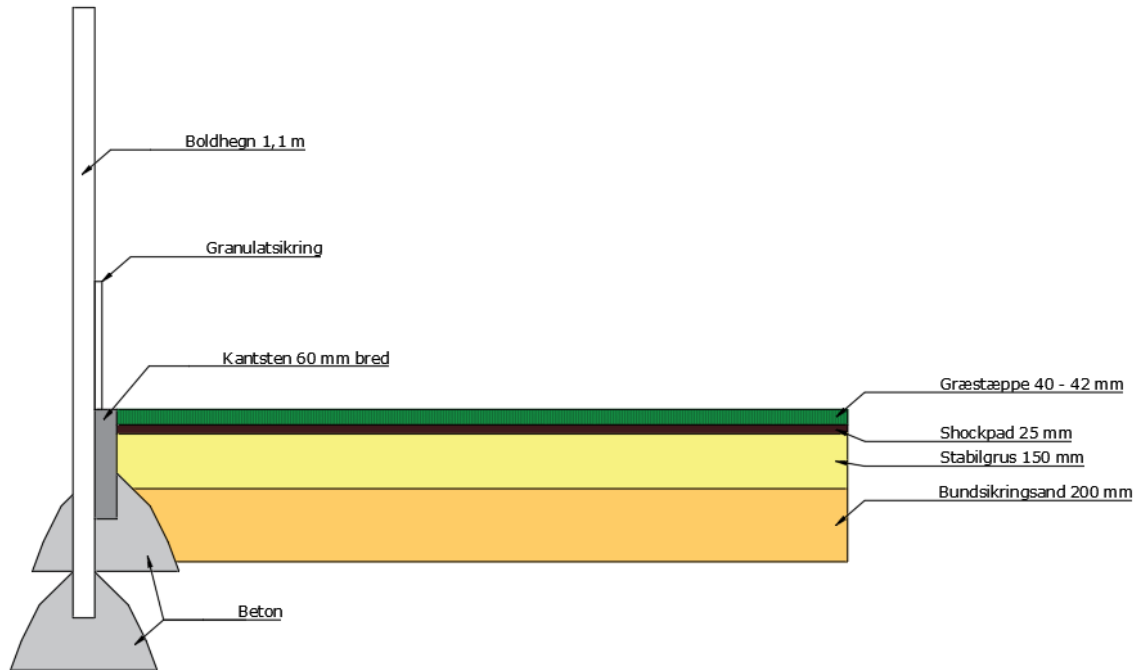 Boldhegn 1,1 m
Granulatsikring
Kantsten 60 mm bred
Græstæppe 40 - 42 mm
Shockpad 25 mm
Stabilgrus 150 mm
Bundsikringsand 200 mm
Beton